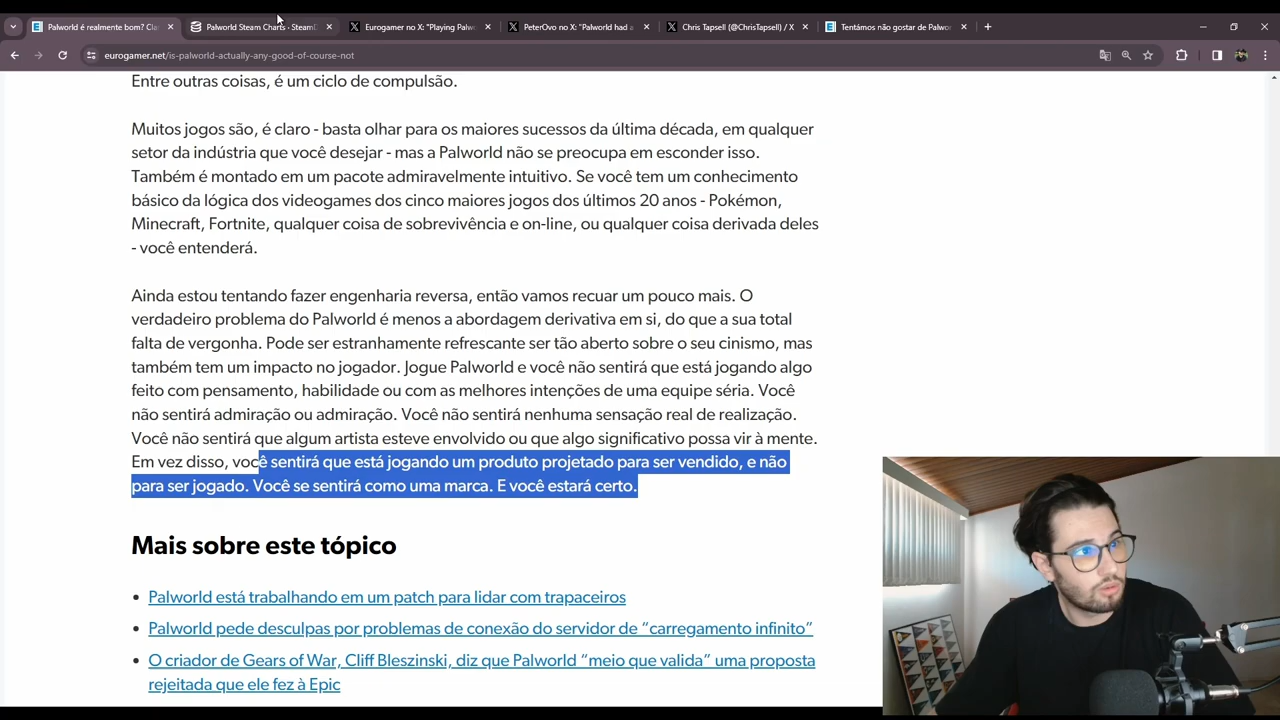 Palworld é realmente bom? Cla
Palworld Steam Charts · Steam
Eurogamer no X: "Playing Palw
PeterOvo no X: "Palworld had a
Chris Tapsell (@ChrisTapsell) / X
Tentámos não gostar de Palwor
eurogamer.net/is-palworld-actually-any-good-of-course-not
Entre outras coisas, é um ciclo de compulsão.
Muitos jogos são, é claro - basta olhar para os maiores sucessos da última década, em qualquer
setor da indústria que você desejar - mas a Palworld não se preocupa em esconder isso.
Também é montado em um pacote admiravelmente intuitivo. Se você tem um conhecimento
básico da lógica dos videogames dos cinco maiores jogos dos últimos 20 anos - Pokémon,
Minecraft, Fortnite, qualquer coisa de sobrevivência e on-line, ou qualquer coisa derivada deles
- você entenderá.
Ainda estou tentando fazer engenharia reversa, então vamos recuar um pouco mais. O
verdadeiro problema do Palworld é menos a abordagem derivativa em si, do que a sua total
falta de vergonha. Pode ser estranhamente refrescante ser tão aberto sobre o seu cinismo, mas
também tem um impacto no jogador. Jogue Palworld e você não sentirá que está jogando algo
feito com pensamento, habilidade ou com as melhores intenções de uma equipe séria. Você
não sentirá admiração ou admiração. Você não sentirá nenhuma sensação real de realização.
Você não sentirá que algum artista esteve envolvido ou que algo significativo possa vir à mente.
Em vez disso, você sentirá que está jogando um produto projetado para ser vendido, e não
para ser jogado. Você se sentirá como uma marca. E você estará certo.
Mais sobre este tópico
Palworld está trabalhando em um patch para lidar com trapaceiros
Palworld pede desculpas por problemas de conexão do servidor de “carregamento infinito”
O criador de Gears of War, Cliff Bleszinski, diz que Palworld “meio que valida” uma proposta
rejeitada que ele fez à Epic